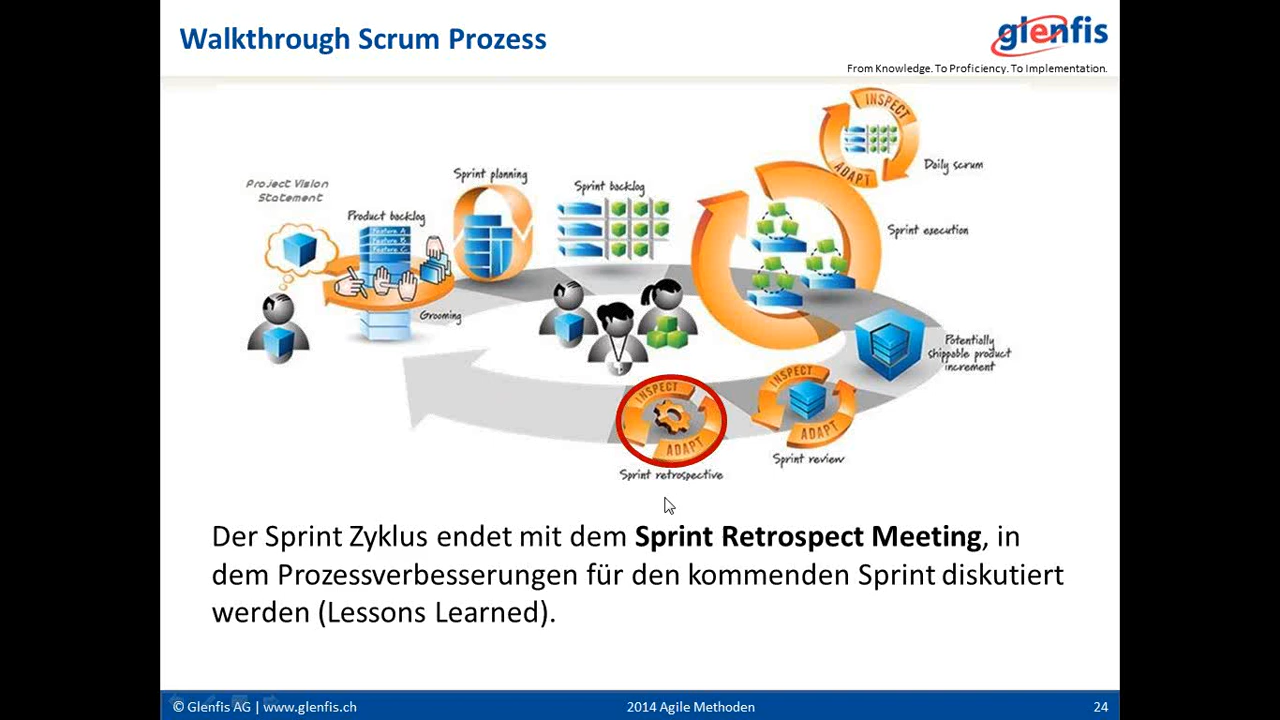 Walkthrough Scrum Prozess
glenfis
From Knowledge. To Proficiency. To Implementation.
INSPECT
ADAPT
Daily scrum
Project Vision
Statement
Sprint planning
Sprint backlog
Product backlog
Feature A
Feature B
Feature C
Grooming
Sprint execution
Potentially
shippable product
increment
INSPECT
ADAPT
Sprint review
INSPECT
ADAPT
Sprint retrospective
Der Sprint Zyklus endet mit dem Sprint Retrospect Meeting, in
dem Prozessverbesserungen für den kommenden Sprint diskutiert
werden (Lessons Learned).
© Glenfis AG | www.glenfis.ch
2014 Agile Methoden
24